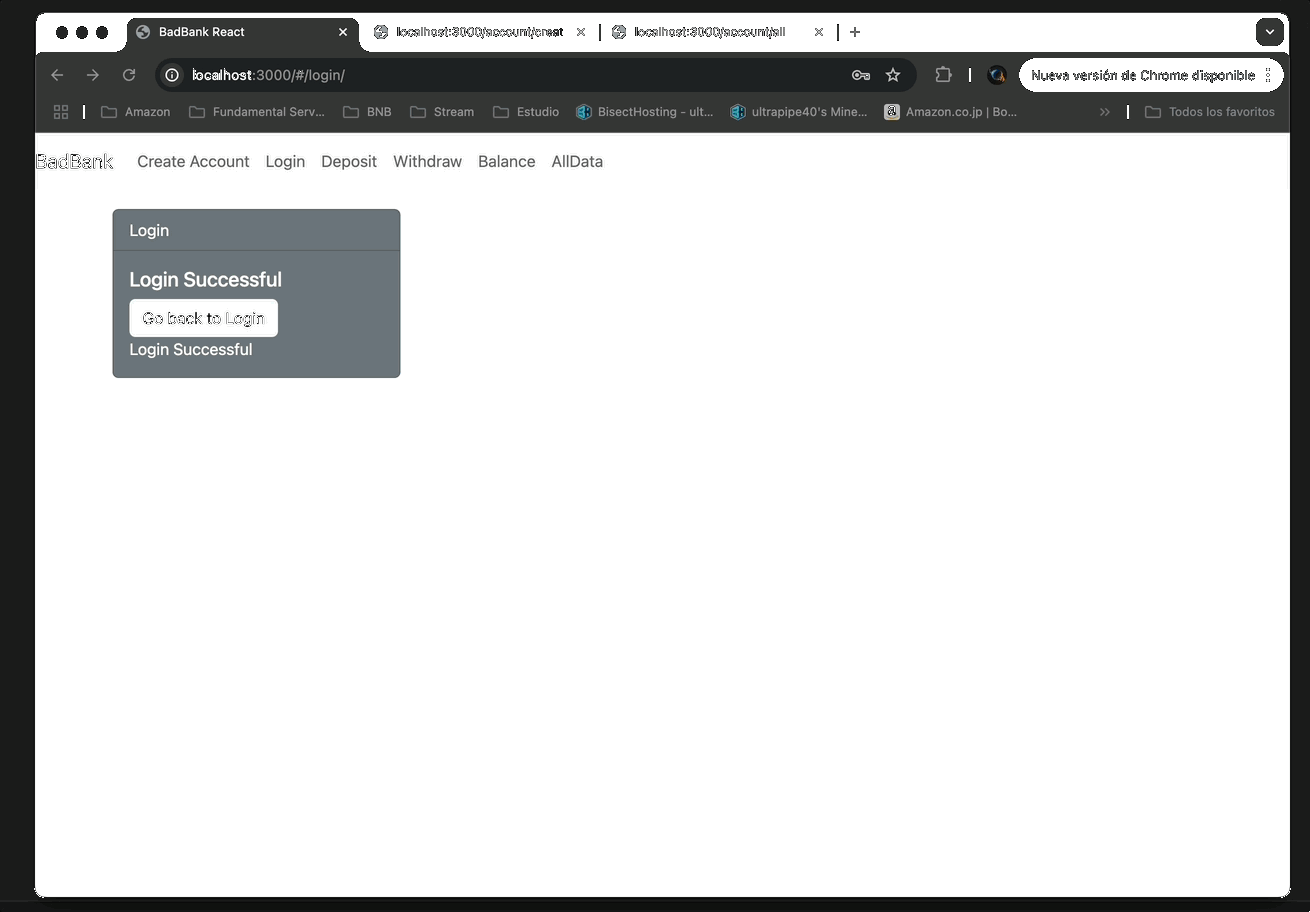 BadBank React
localhost:3000/account/creat
localhost:3000/account/all
localhost:3000/#/login/
Nueva versión de Chrome disponible
Amazon
Fundamental Serv...
BNB
Stream
Estudio
BisectHosting - ult...
ultrapipe40's Mine...
Amazon.co.jp | Bo...
Todos los favoritos
BadBank
Create Account
Login
Deposit
Withdraw
Balance
AllData
Login
Login Successful
Go back to Login
Login Successful